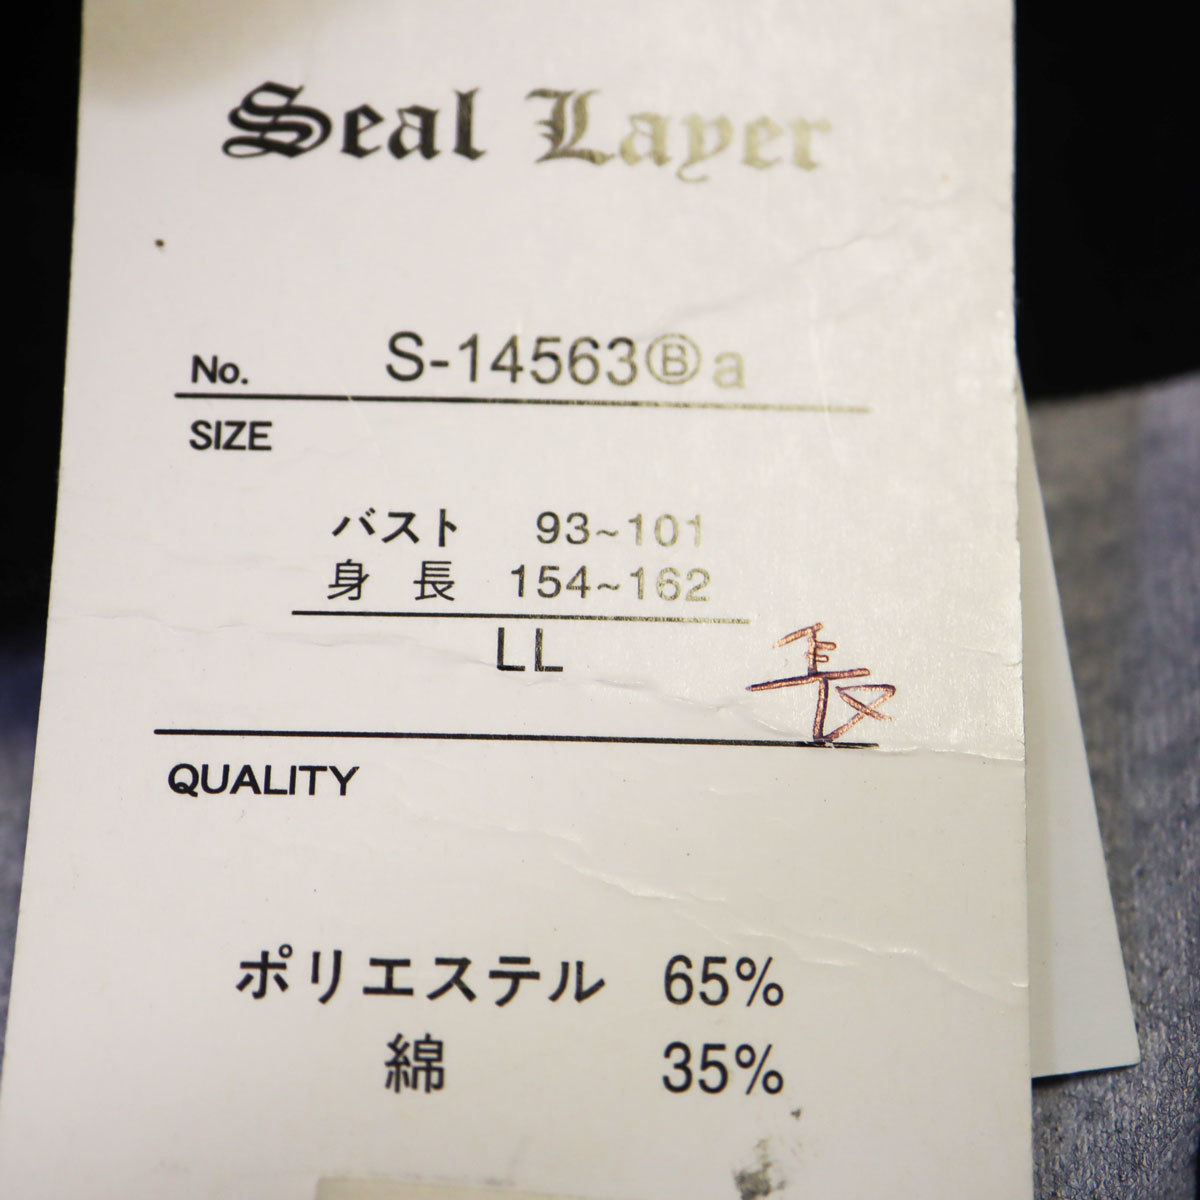 Seal Layer
No. S-14563Ⓑa
SIZE
バスト 93~101
身 長 154~162
LL
長
QUALITY
ポリエステル 65%
綿 35%